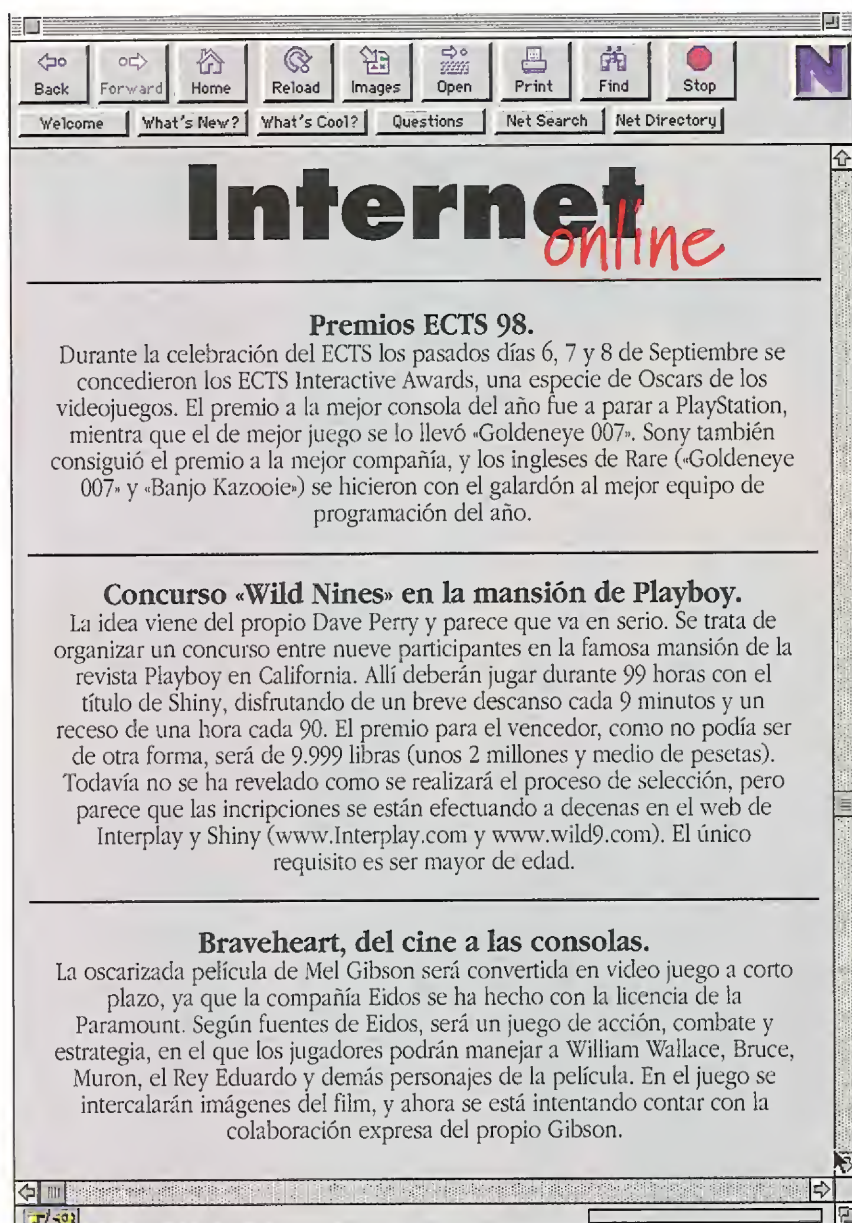 Back Forward Home Reload Images Open Print Find Stop N
Welcome What's New? What's Cool? Questions Net Search Net Directory
Internet
online
Premios ECTS 98.
Durante la celebración del ECTS los pasados días 6, 7 y 8 de Septiembre se
concedieron los ECTS Interactive Awards, una especie de Oscars de los
videojuegos. El premio a la mejor consola del año fue a parar a PlayStation,
mientra que el de mejor juego se lo llevó «Goldeneye 007». Sony también
consiguió el premio a la mejor compañía, y los ingleses de Rare («Goldeneye
007» y «Banjo Kazooie») se hicieron con el galardón al mejor equipo de
programación del año.
Concurso «Wild Nines» en la mansión de Playboy.
La idea viene del propio Dave Perry y parece que va en serio. Se trata de
organizar un concurso entre nueve participantes en la famosa mansión de la
revista Playboy en California. Allí deberán jugar durante 99 horas con el
título de Shiny, disfrutando de un breve descanso cada 9 minutos y un
receso de una hora cada 90. El premio para el vencedor, como no podía ser
de otra forma, será de 9.999 libras (unos 2 millones y medio de pesetas).
Todavía no se ha revelado como se realizará el proceso de selección, pero
parece que las incripciones se están efectuando a decenas en el web de
Interplay y Shiny (www.Interplay.com y www.wild9.com). El único
requisito es ser mayor de edad.
Braveheart, del cine a las consolas.
La oscarizada película de Mel Gibson será convertida en video juego a corto
plazo, ya que la compañía Eidos se ha hecho con la licencia de la
Paramount. Según fuentes de Eidos, será un juego de acción, combate y
estrategia, en el que los jugadores podrán manejar a William Wallace, Bruce,
Muron, el Rey Eduardo y demás personajes de la película. En el juego se
intercalarán imágenes del film, y ahora se está intentando contar con la
colaboración expresa del propio Gibson.